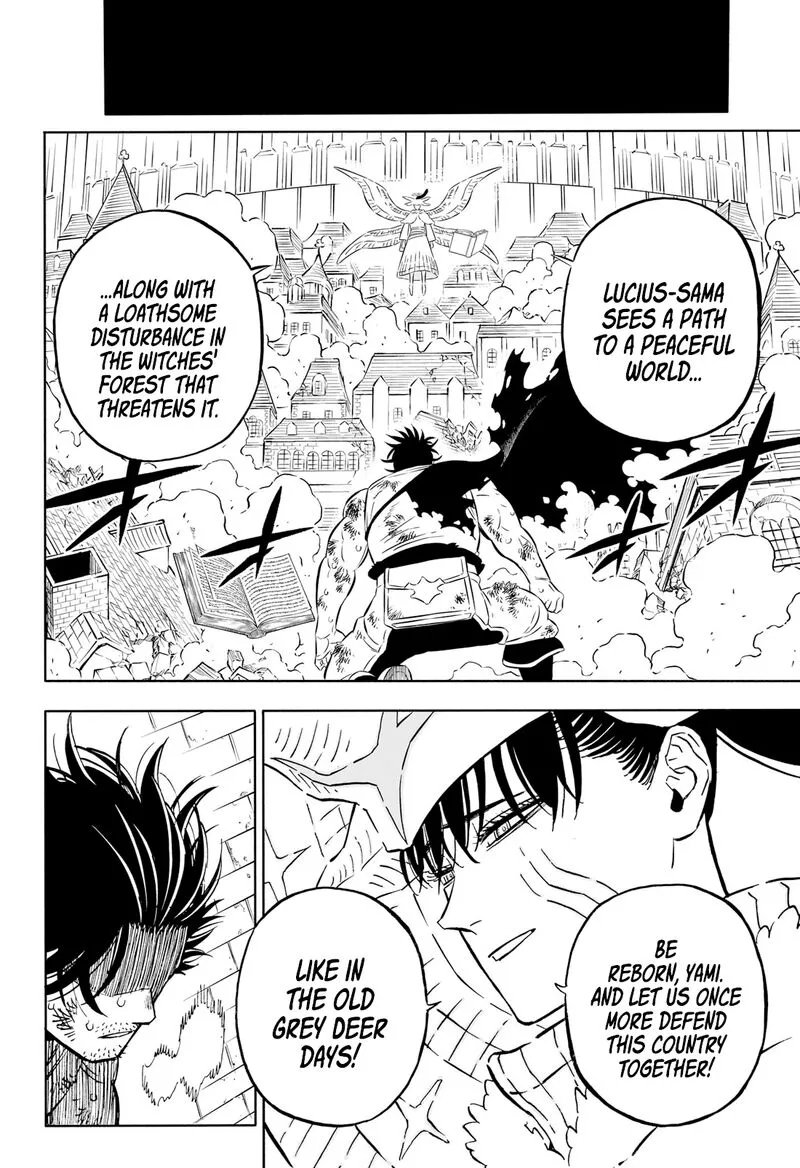 LUCIUS-SAMA
SEES A PATH
TO A PEACEFUL
WORLD...
...ALONG WITH
A LOATHSOME
DISTURBANCE IN
THE WITCHES'
FOREST THAT
THREATENS IT.
BE
REBORN, YAMI.
AND LET US ONCE
MORE DEFEND
THIS COUNTRY
TOGETHER!
LIKE IN
THE OLD
GREY DEER
DAYS!